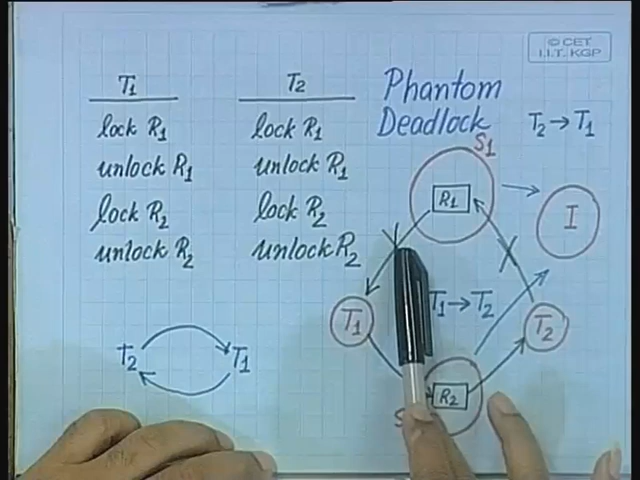 © CET
I.I.T. KGP
T1 T2
lock R1 lock R1
unlock R1 unlock R1
lock R2 lock R2
unlock R2 unlock R2
Phantom
Deadlock
T2 → T1
S1
R1
I
T1
T1 → T2
T2
R2
S
T2 T1